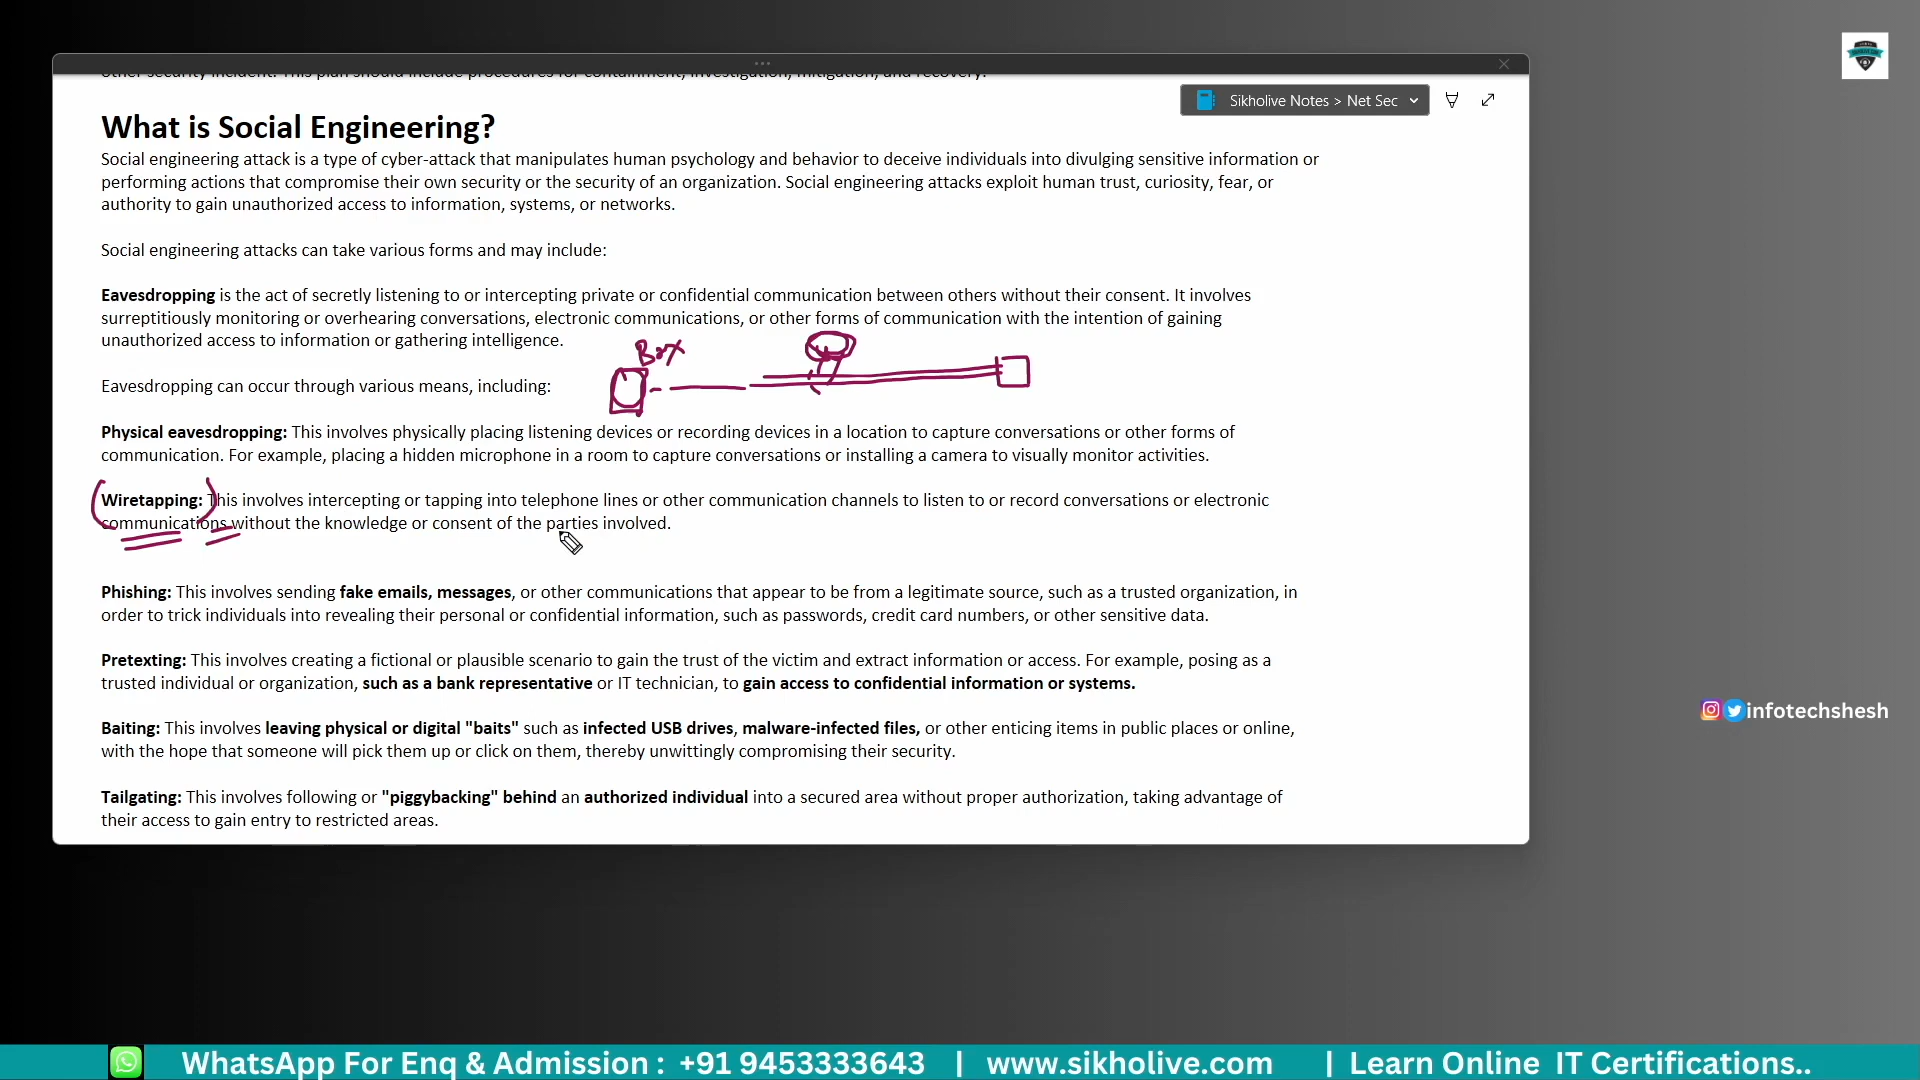 other security incident. This plan should include procedures for containment, investigation, mitigation, and recovery.
Sikholive Notes > Net Sec
What is Social Engineering?
Social engineering attack is a type of cyber-attack that manipulates human psychology and behavior to deceive individuals into divulging sensitive information or
performing actions that compromise their own security or the security of an organization. Social engineering attacks exploit human trust, curiosity, fear, or
authority to gain unauthorized access to information, systems, or networks.
Social engineering attacks can take various forms and may include:
Eavesdropping is the act of secretly listening to or intercepting private or confidential communication between others without their consent. It involves
surreptitiously monitoring or overhearing conversations, electronic communications, or other forms of communication with the intention of gaining
unauthorized access to information or gathering intelligence.
Box
Eavesdropping can occur through various means, including:
Physical eavesdropping: This involves physically placing listening devices or recording devices in a location to capture conversations or other forms of
communication. For example, placing a hidden microphone in a room to capture conversations or installing a camera to visually monitor activities.
Wiretapping: This involves intercepting or tapping into telephone lines or other communication channels to listen to or record conversations or electronic
communications without the knowledge or consent of the parties involved.
Phishing: This involves sending fake emails, messages, or other communications that appear to be from a legitimate source, such as a trusted organization, in
order to trick individuals into revealing their personal or confidential information, such as passwords, credit card numbers, or other sensitive data.
Pretexting: This involves creating a fictional or plausible scenario to gain the trust of the victim and extract information or access. For example, posing as a
trusted individual or organization, such as a bank representative or IT technician, to gain access to confidential information or systems.
Baiting: This involves leaving physical or digital "baits" such as infected USB drives, malware-infected files, or other enticing items in public places or online,
with the hope that someone will pick them up or click on them, thereby unwittingly compromising their security.
Tailgating: This involves following or "piggybacking" behind an authorized individual into a secured area without proper authorization, taking advantage of
their access to gain entry to restricted areas.
infotechshesh
WhatsApp For Enq & Admission : +91 9453333643 | www.sikholive.com | Learn Online IT Certifications..